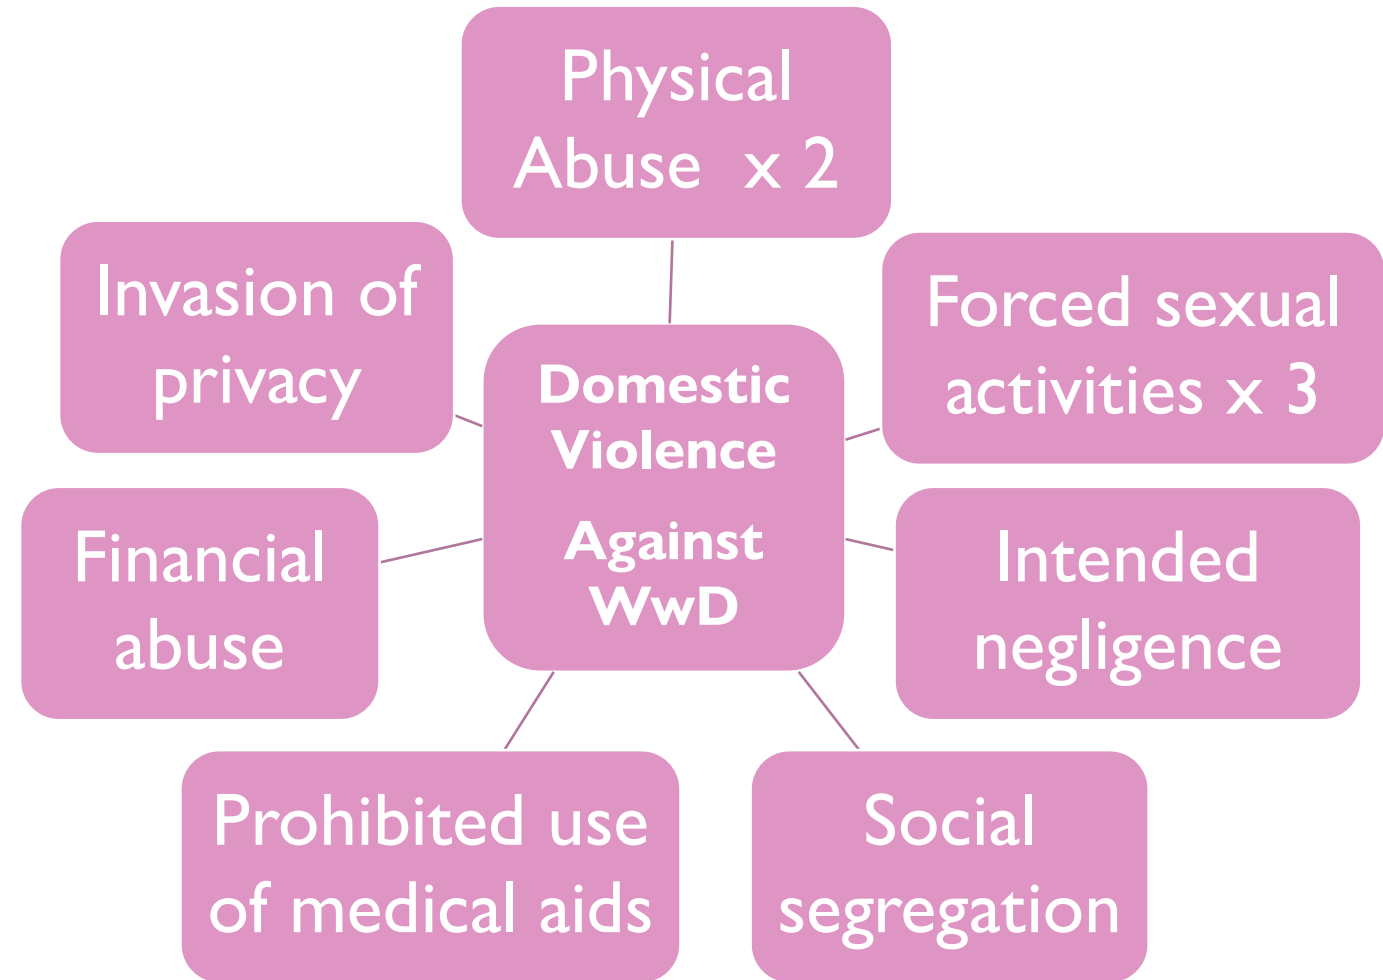 Physical
Abuse x 2
Forced sexual
activities x 3
Intended
negligence
Social
segregation
Prohibited use
of medical aids
Financial
abuse
Invasion of
privacy
Domestic
Violence
Against
WwD